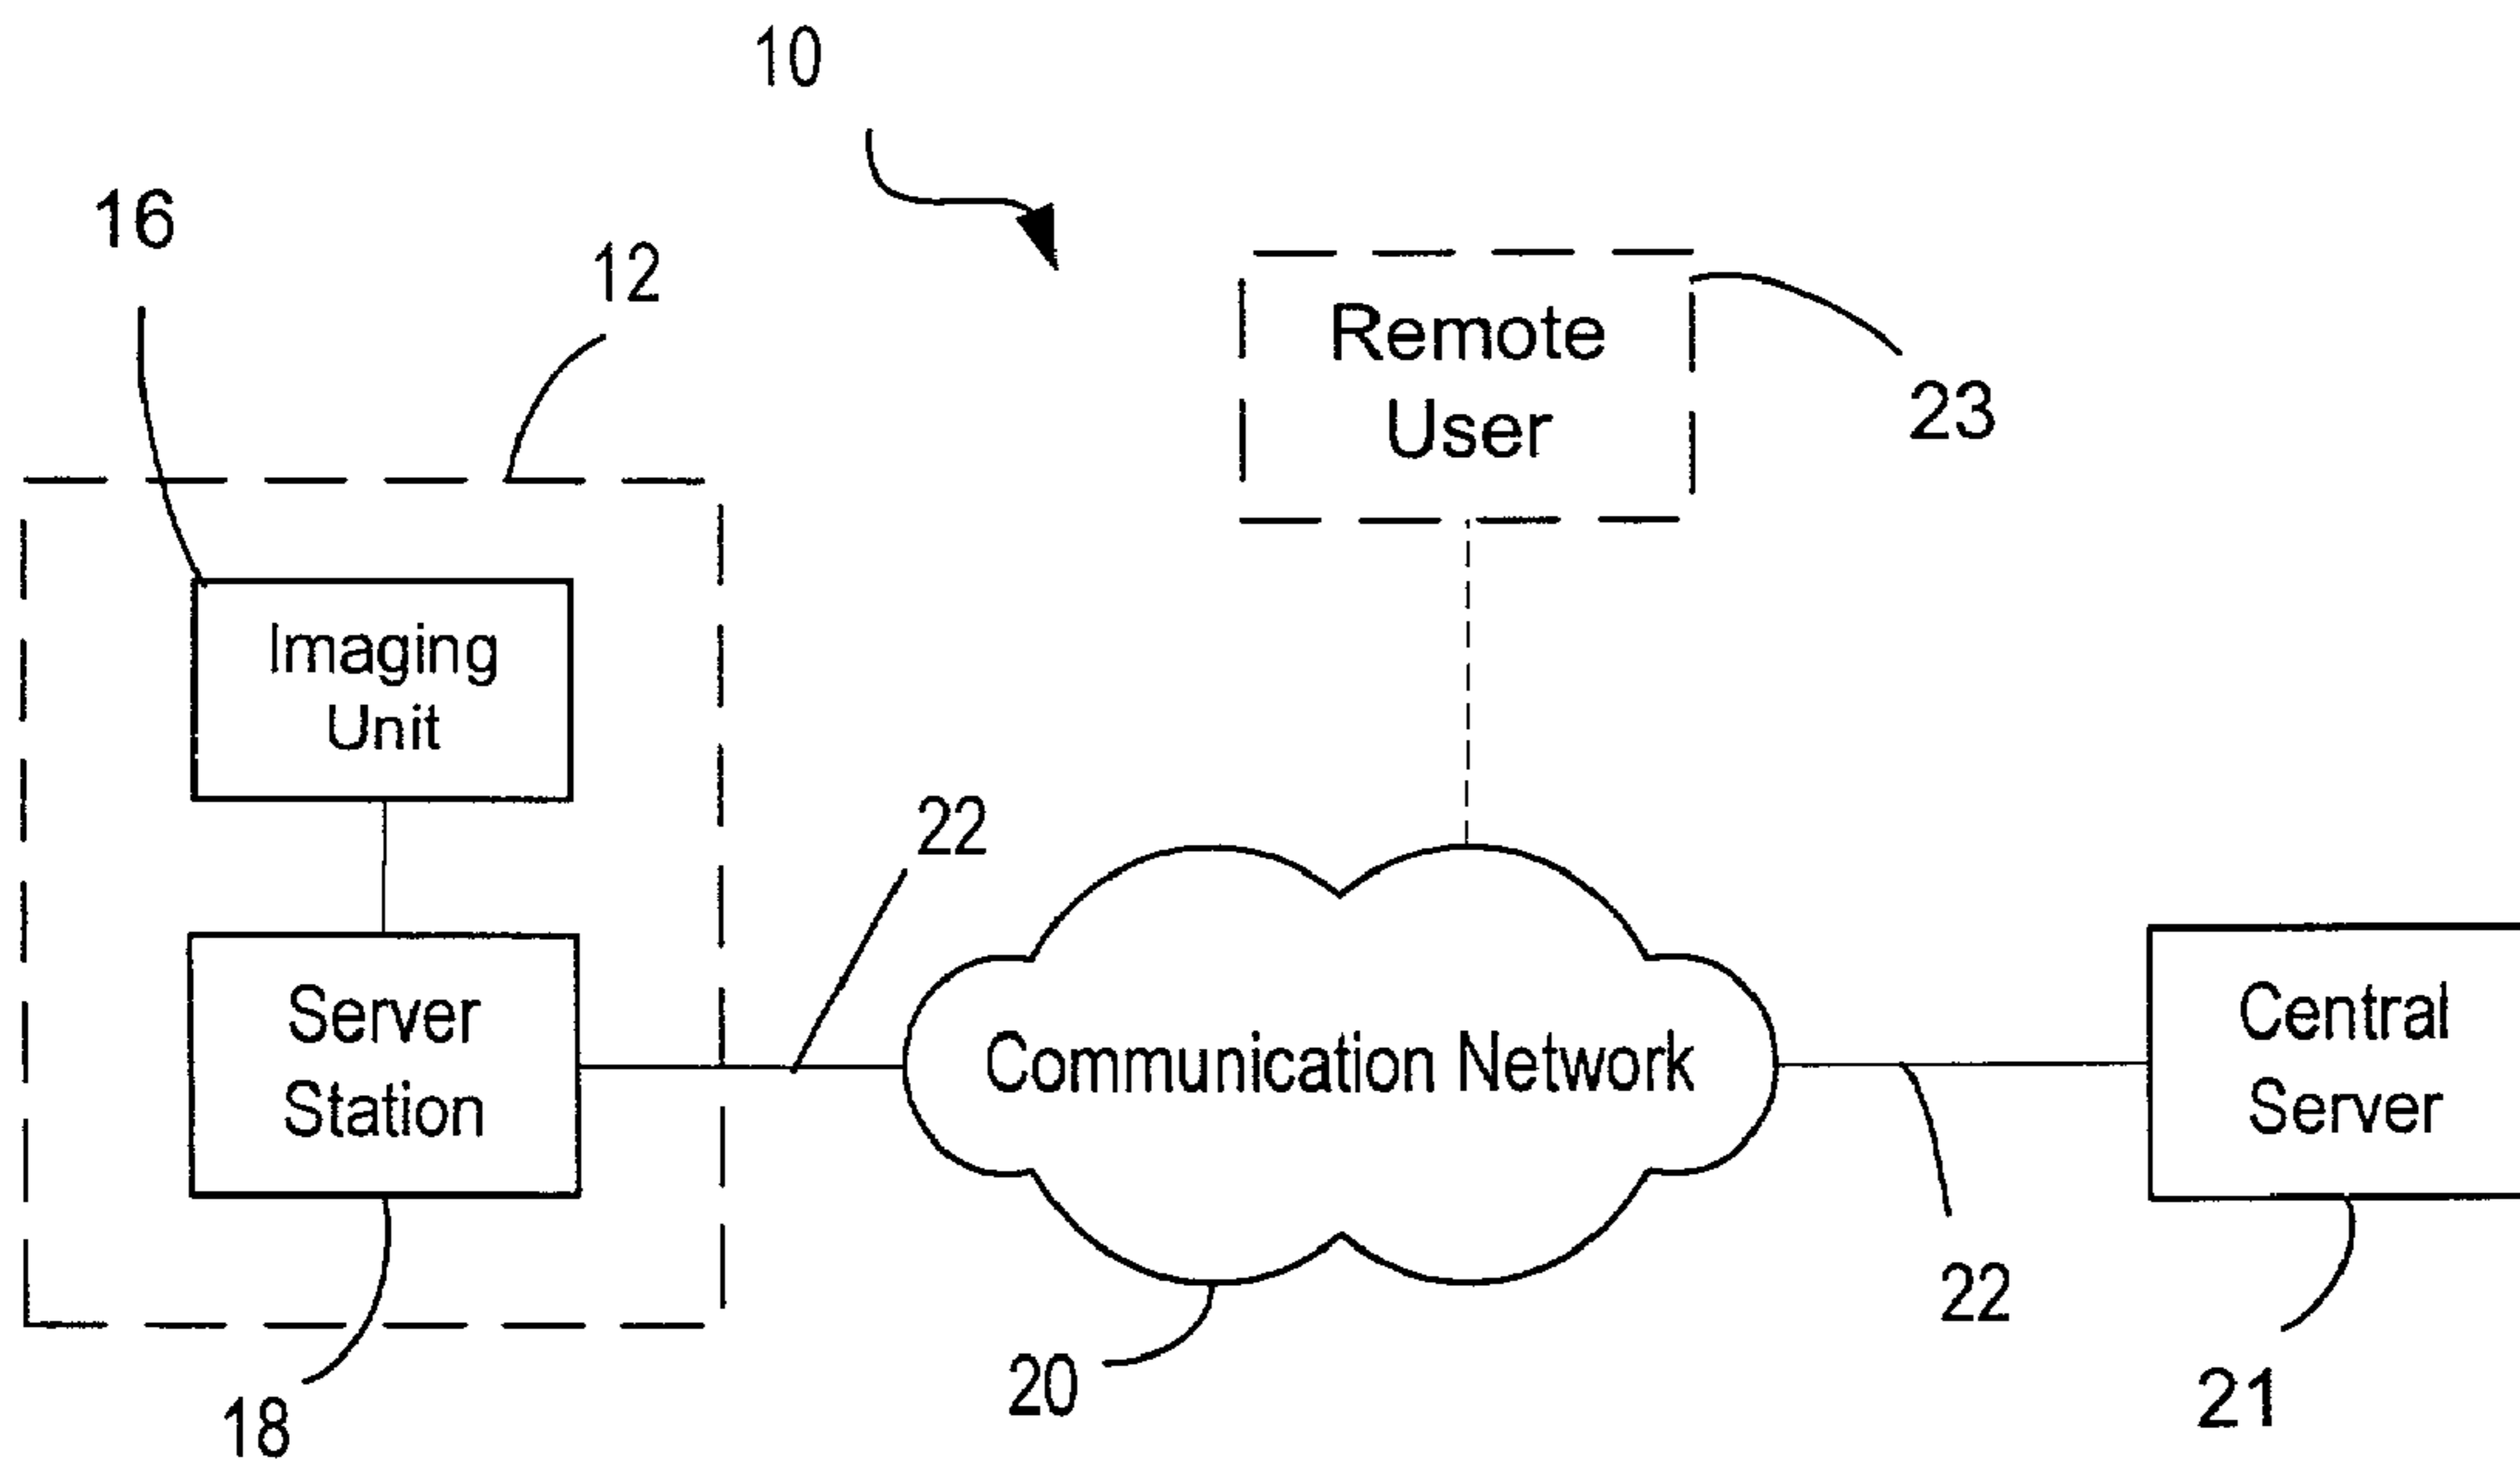 10
16
12
Remote
User
23
Imaging
Unit
22
Server
Station
Communication Network
Central
Server
22
20
21
18